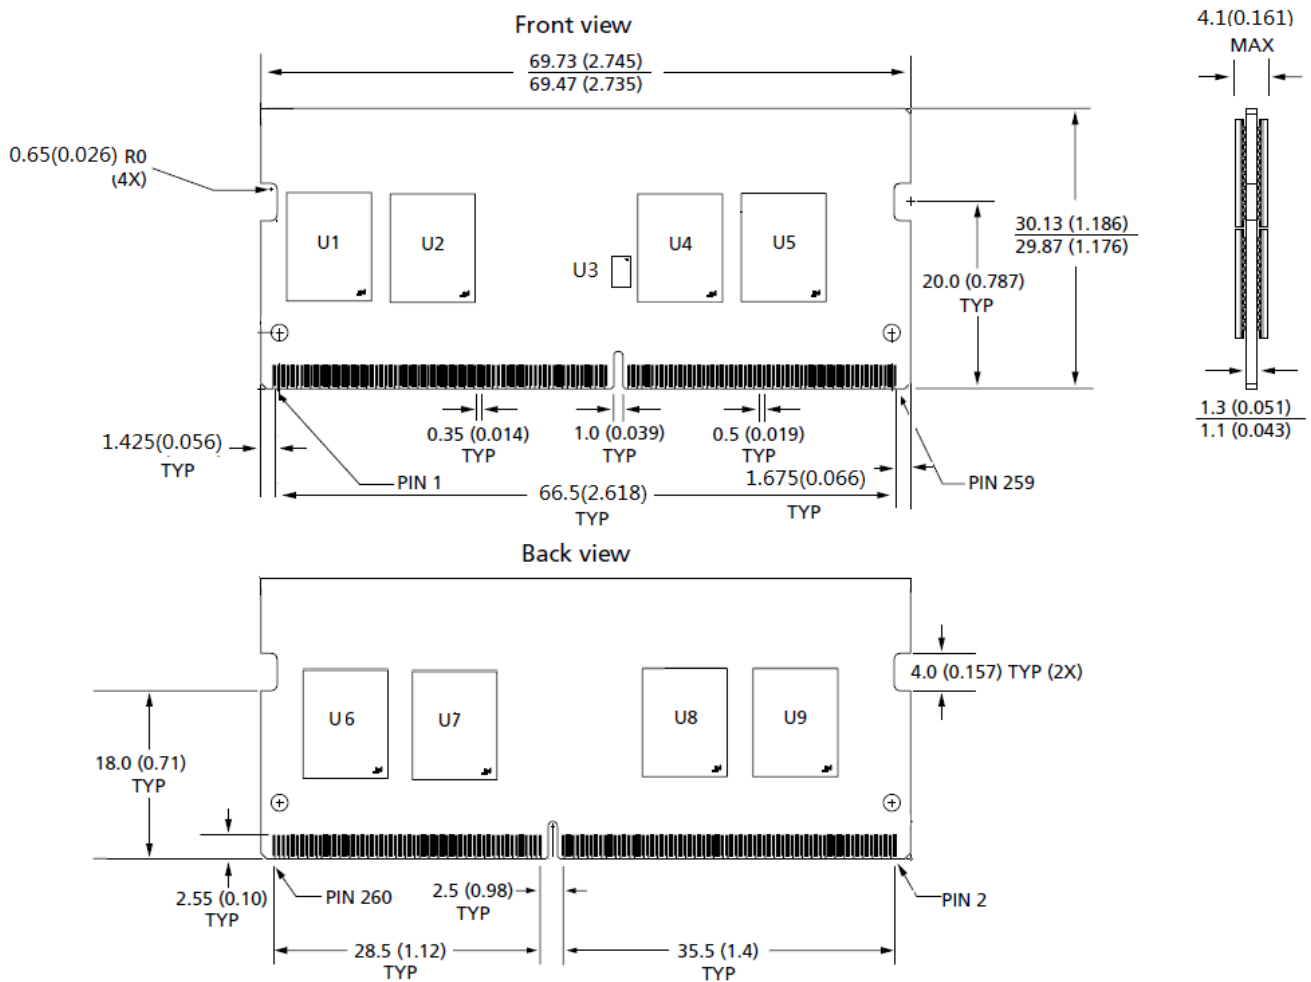 Front view
4.1(0.161)
MAX
69.73 (2.745)
69.47 (2.735)
0.65(0.026) R0
(4X)
U1
U2
U3
U4
U5
30.13 (1.186)
29.87 (1.176)
20.0 (0.787)
TYP
1.3 (0.051)
1.1 (0.043)
1.425(0.056)
TYP
0.35 (0.014)
TYP
1.0 (0.039)
TYP
0.5 (0.019)
TYP
1.675(0.066)
TYP
PIN 1
66.5(2.618)
TYP
PIN 259
Back view
U6
U7
U8
U9
4.0 (0.157) TYP (2X)
18.0 (0.71)
TYP
2.55 (0.10)
TYP
PIN 260
2.5 (0.98)
TYP
PIN 2
28.5 (1.12)
TYP
35.5 (1.4)
TYP